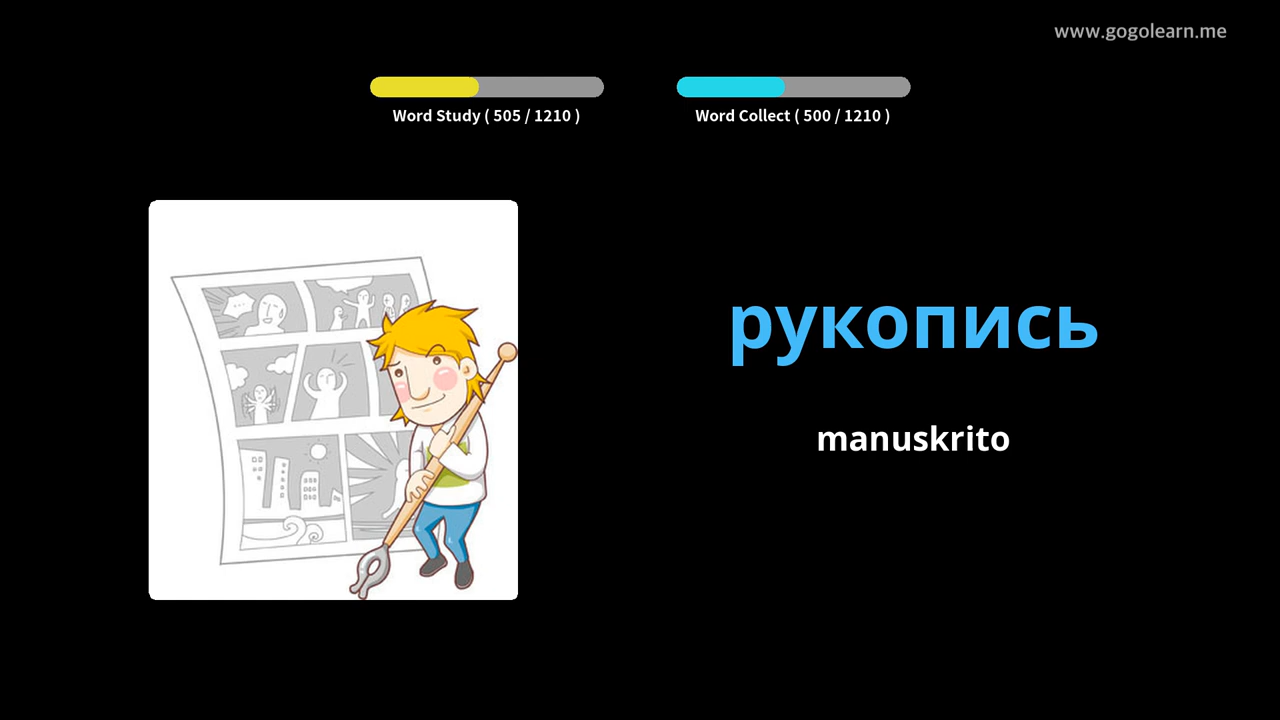 www.gogolearn.me
Word Study ( 505 / 1210 )
Word Collect ( 500 / 1210 )
...
рукопись
manuskrito